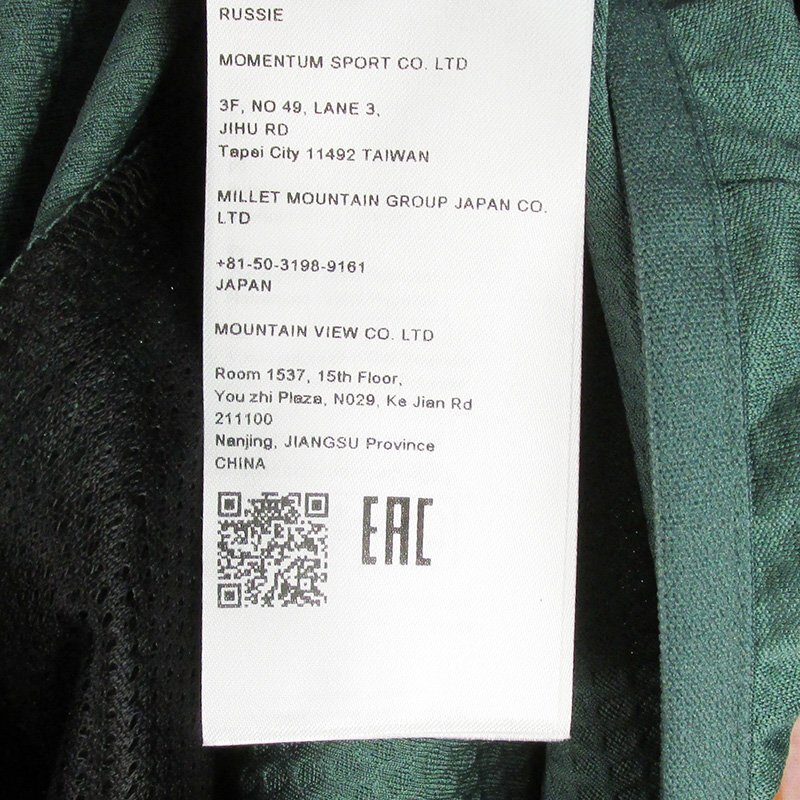 RUSSIE
MOMENTUM SPORT CO. LTD
3F, NO 49, LANE 3,
JIHU RD
Tapei City 11492 TAIWAN
MILLET MOUNTAIN GROUP JAPAN CO.
LTD
+81-50-3198-9161
JAPAN
MOUNTAIN VIEW CO. LTD
Room 1537, 15th Floor,
You zhi Plaza, N029, Ke Jian Rd
211100
Nanjing, JIANGSU Province
CHINA
EAC